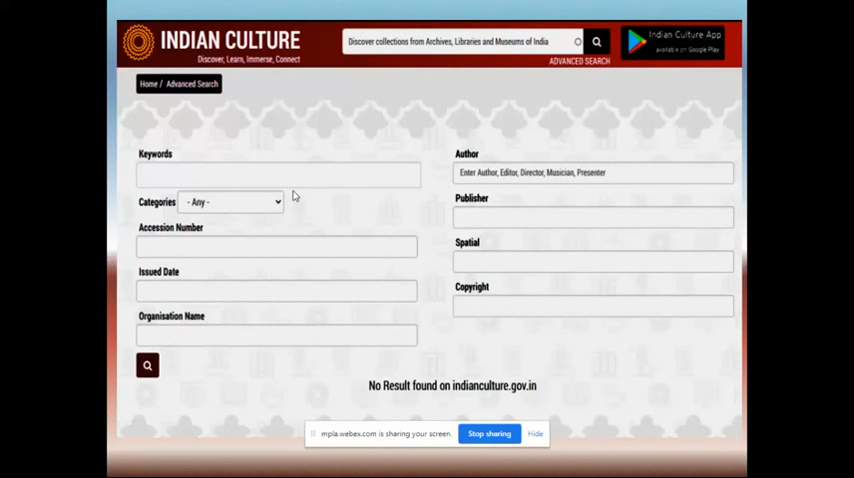 INDIAN CULTURE
Discover, Learn, Immerse, Connect
Discover collections from Archives, Libraries and Museums of India
ADVANCED SEARCH
Indian Culture App
available on Google Play
Home / Advanced Search
Keywords
Categories - Any -
Accession Number
Issued Date
Organisation Name
Author
Enter Author, Editor, Director, Musician, Presenter
Publisher
Spatial
Copyright
No Result found on indianculture.gov.in
mpla.webex.com is sharing your screen. Stop sharing Hide